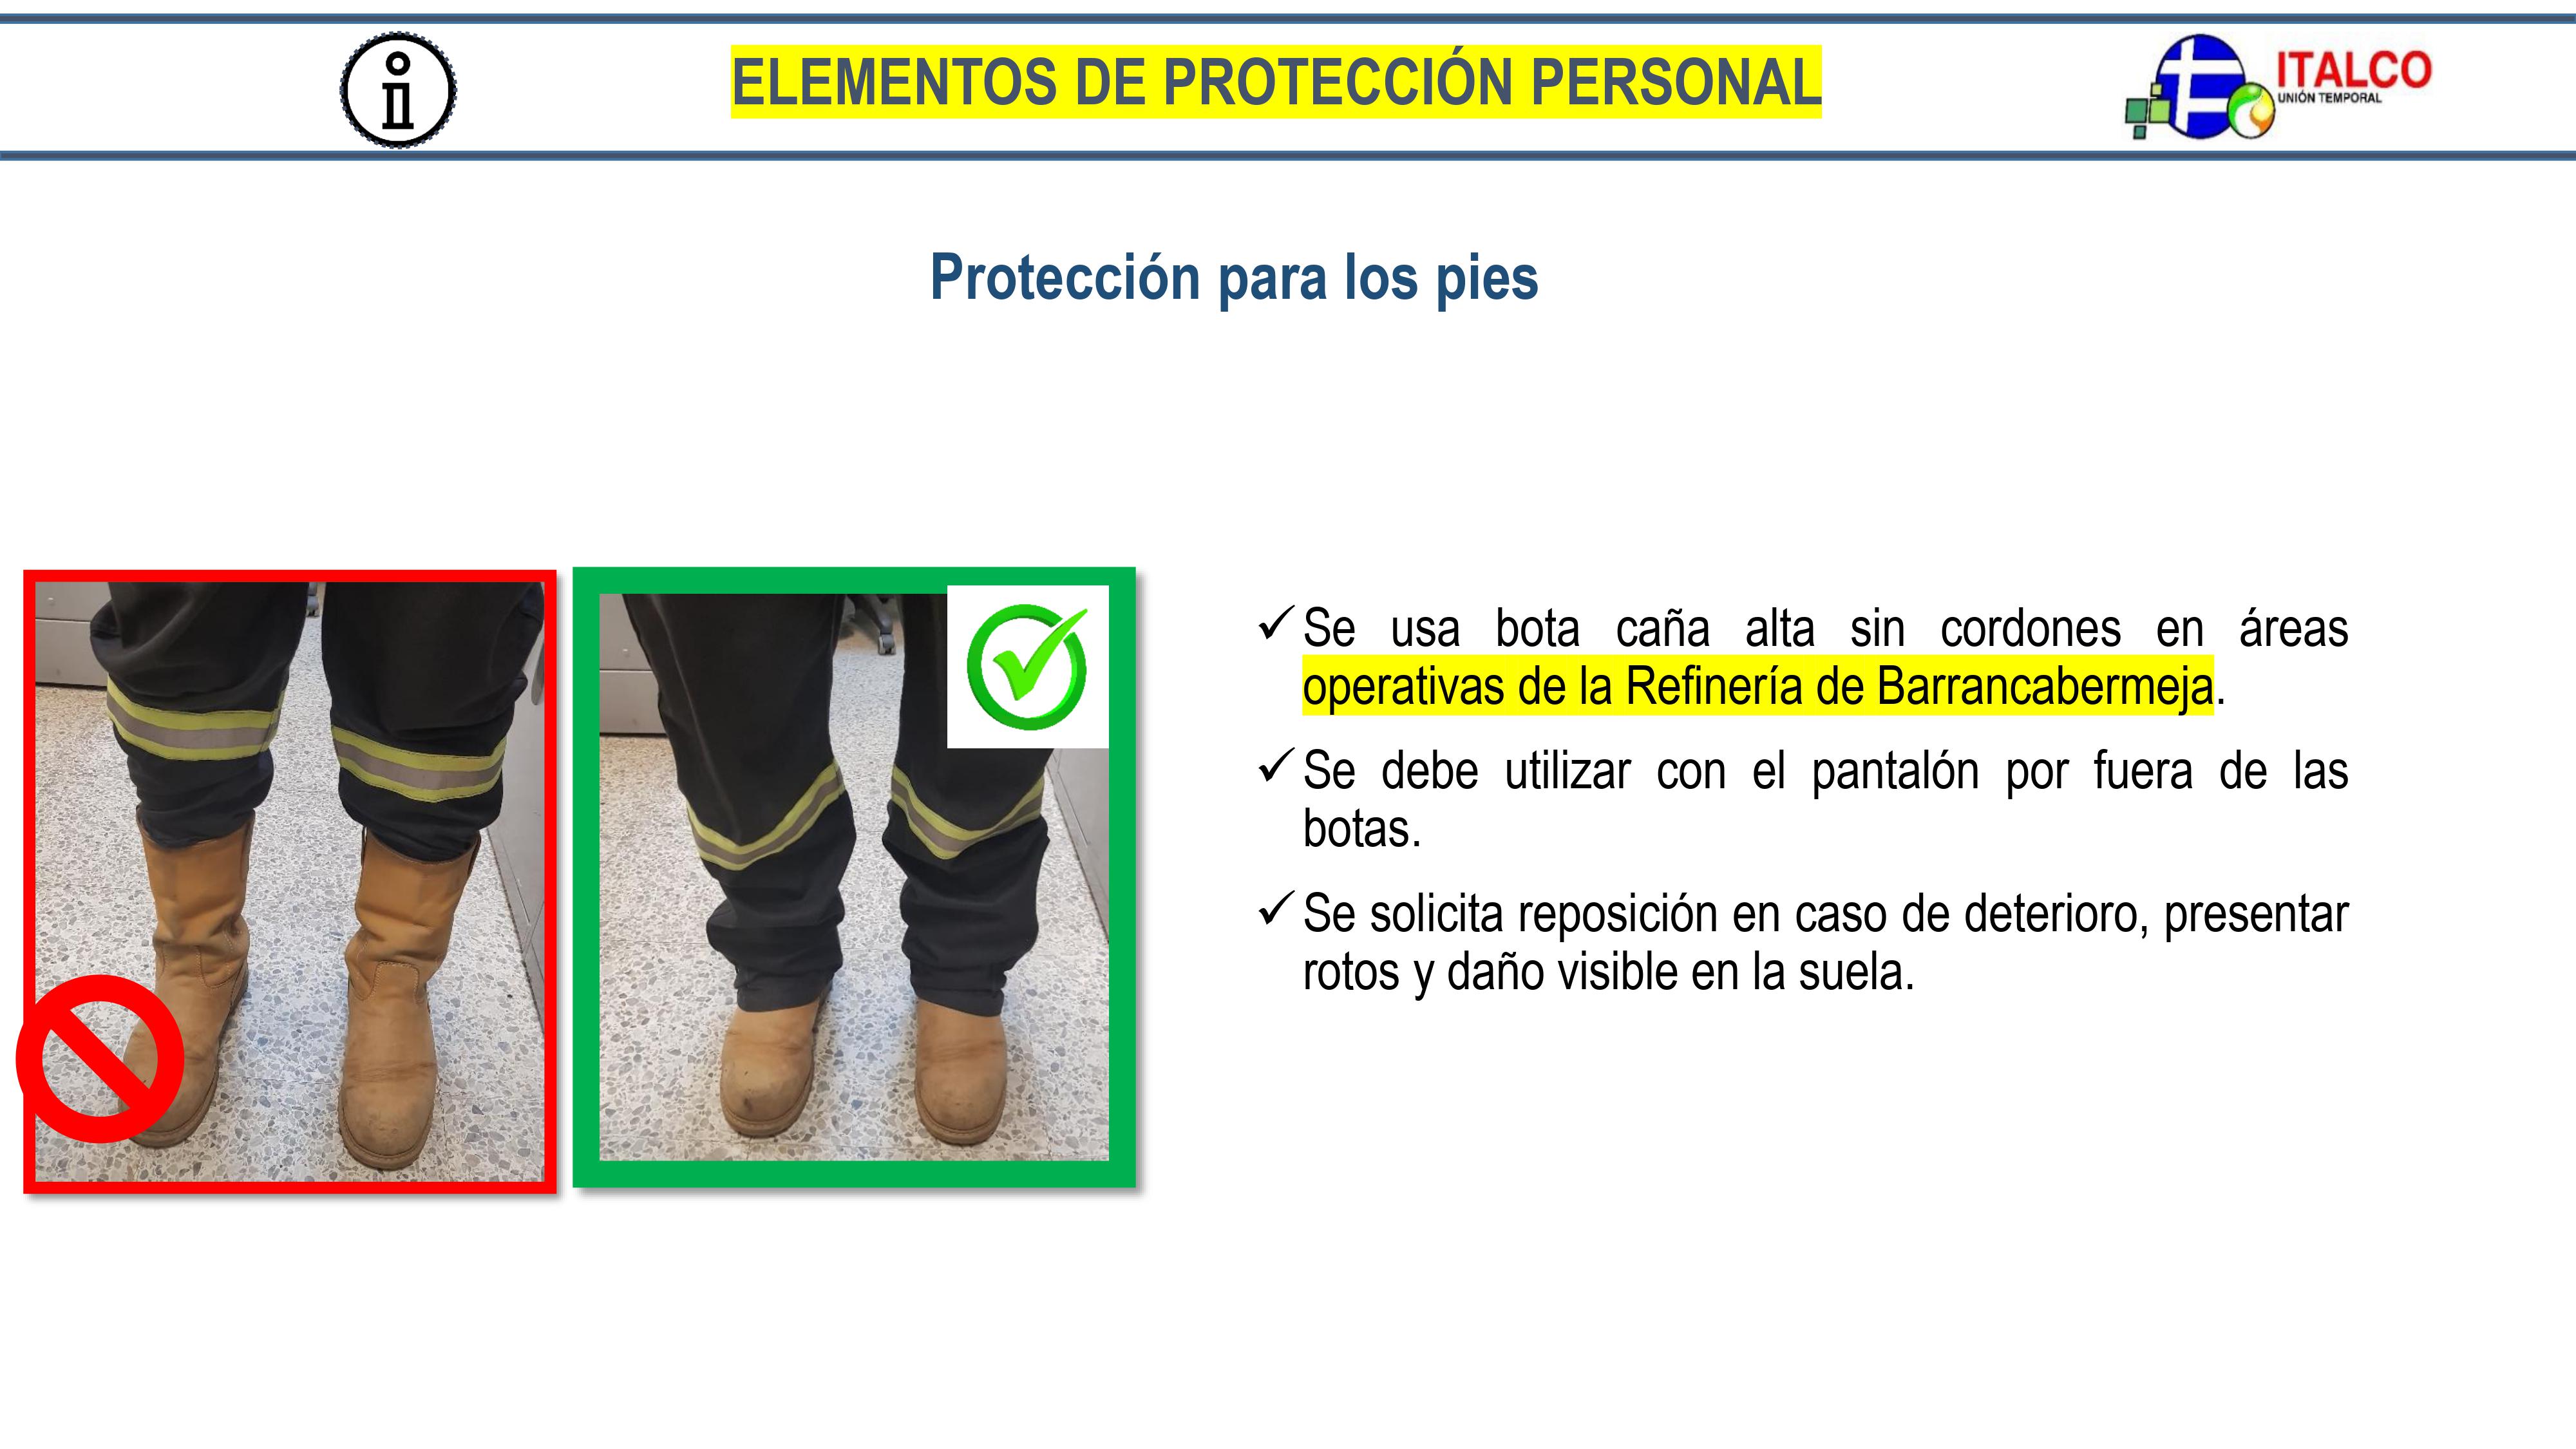 ELEMENTOS DE PROTECCIÓN PERSONAL
ITALCO
UNIÓN TEMPORAL
Protección para los pies
Se usa bota caña alta sin cordones en áreas
operativas de la Refinería de Barrancabermeja.
Se debe utilizar con el pantalón por fuera de las
botas.
Se solicita reposición en caso de deterioro, presentar
rotos y daño visible en la suela.